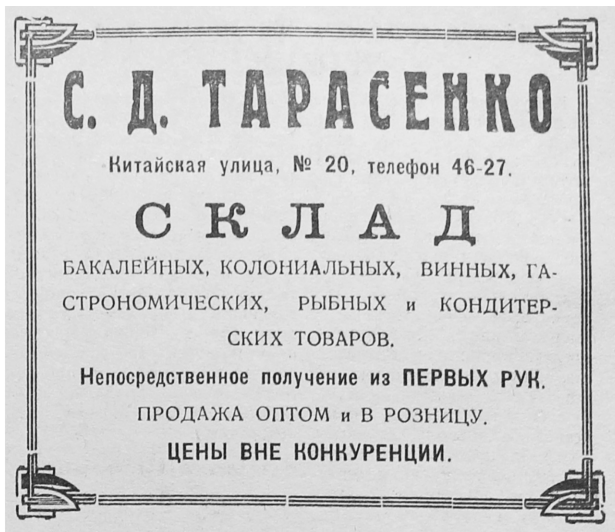 С. Д. ТАРАСЕНКО
Китайская улица, № 20, телефон 46-27.
СКЛАД
БАКАЛЕЙНЫХ, КОЛОНИАЛЬНЫХ, ВИННЫХ, ГА-
СТРОНОМИЧЕСКИХ, РЫБНЫХ и КОНДИТЕР-
СКИХ ТОВАРОВ.
Непосредственное получение из ПЕРВЫХ РУК.
ПРОДАЖА ОПТОМ и В РОЗНИЦУ.
ЦЕНЫ ВНЕ КОНКУРЕНЦИИ.